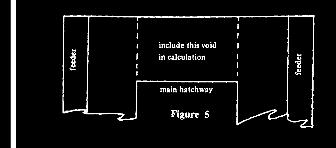 feeder
include this void
in calculation
feeder
main hatchway
Figure 5